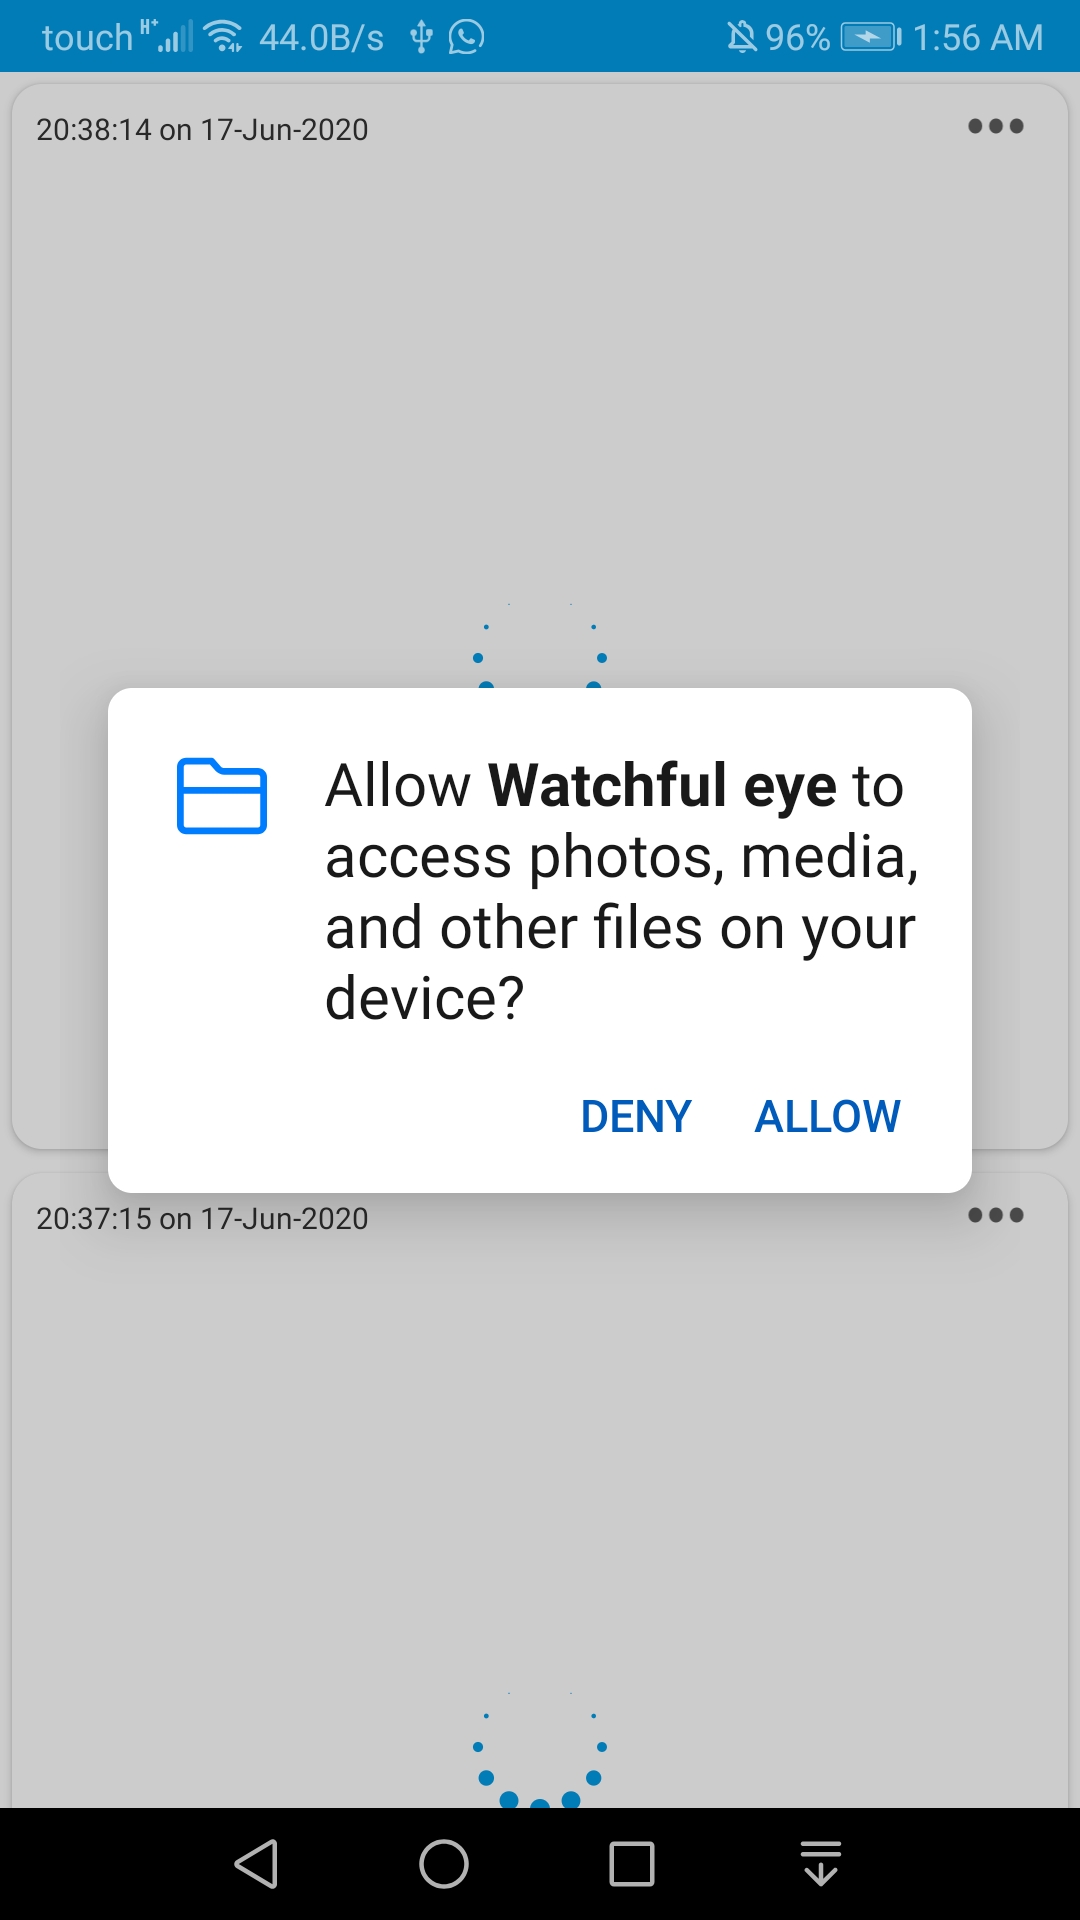 touch H+ 44.0B/s 96% 1:56 AM
20:38:14 on 17-Jun-2020
Allow Watchful eye to
access photos, media,
and other files on your
device?
DENY ALLOW
20:37:15 on 17-Jun-2020